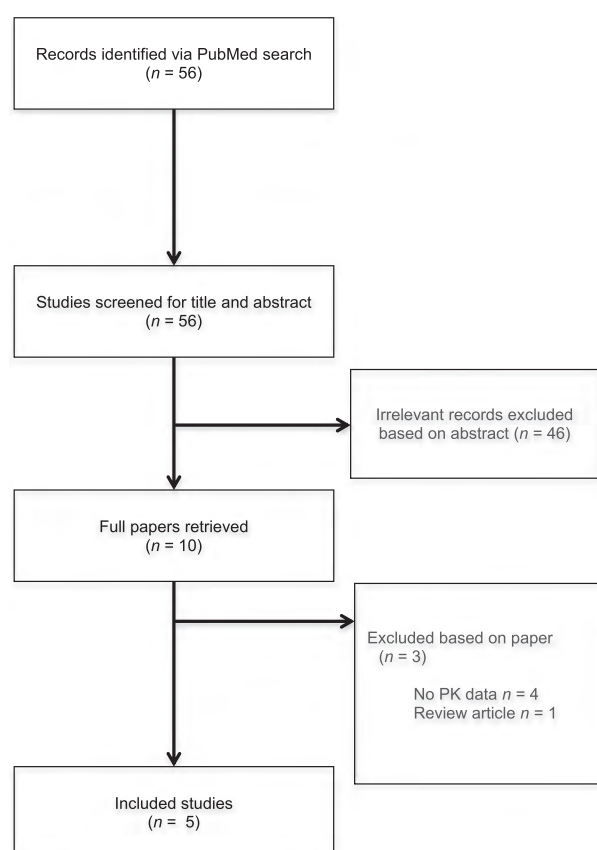 Records identified via PubMed search
(n = 56)
Studies screened for title and abstract
(n = 56)
Irrelevant records excluded
based on abstract (n = 46)
Full papers retrieved
(n = 10)
Excluded based on paper
(n = 3)
No PK data n = 4
Review article n = 1
Included studies
(n = 5)